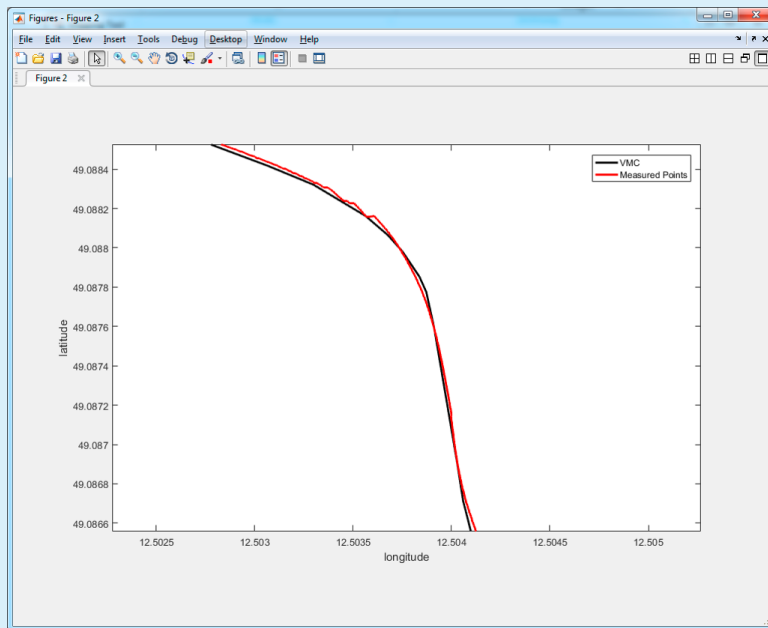 Figures - Figure 2
File Edit View Insert Tools Debug Desktop Window Help
Figure 2
VMC
Measured Points
49.0884
49.0882
49.088
49.0878
49.0876
49.0874
49.0872
49.087
49.0868
49.0866
latitude
12.5025 12.503 12.5035 12.504 12.5045 12.505
longitude